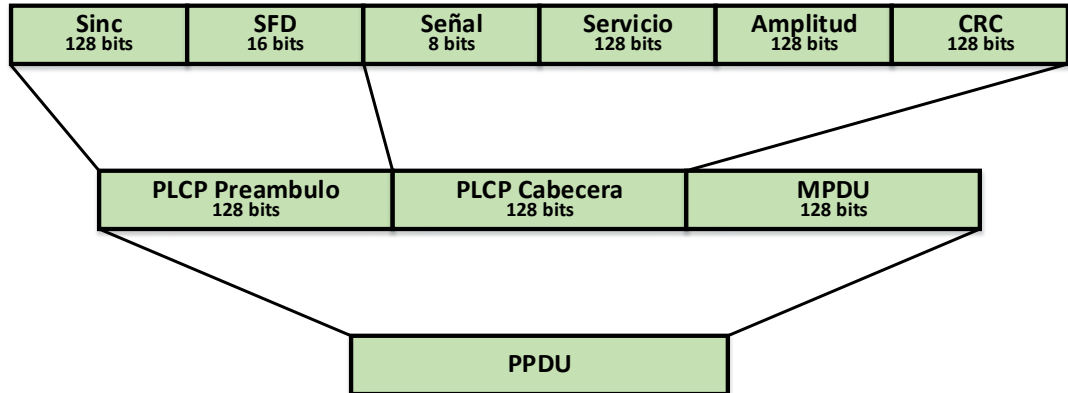 Sinc
128 bits
SFD
16 bits
Señal
8 bits
Servicio
128 bits
Amplitud
128 bits
CRC
128 bits
PLCP Preambulo
128 bits
PLCP Cabecera
128 bits
MPDU
128 bits
PPDU